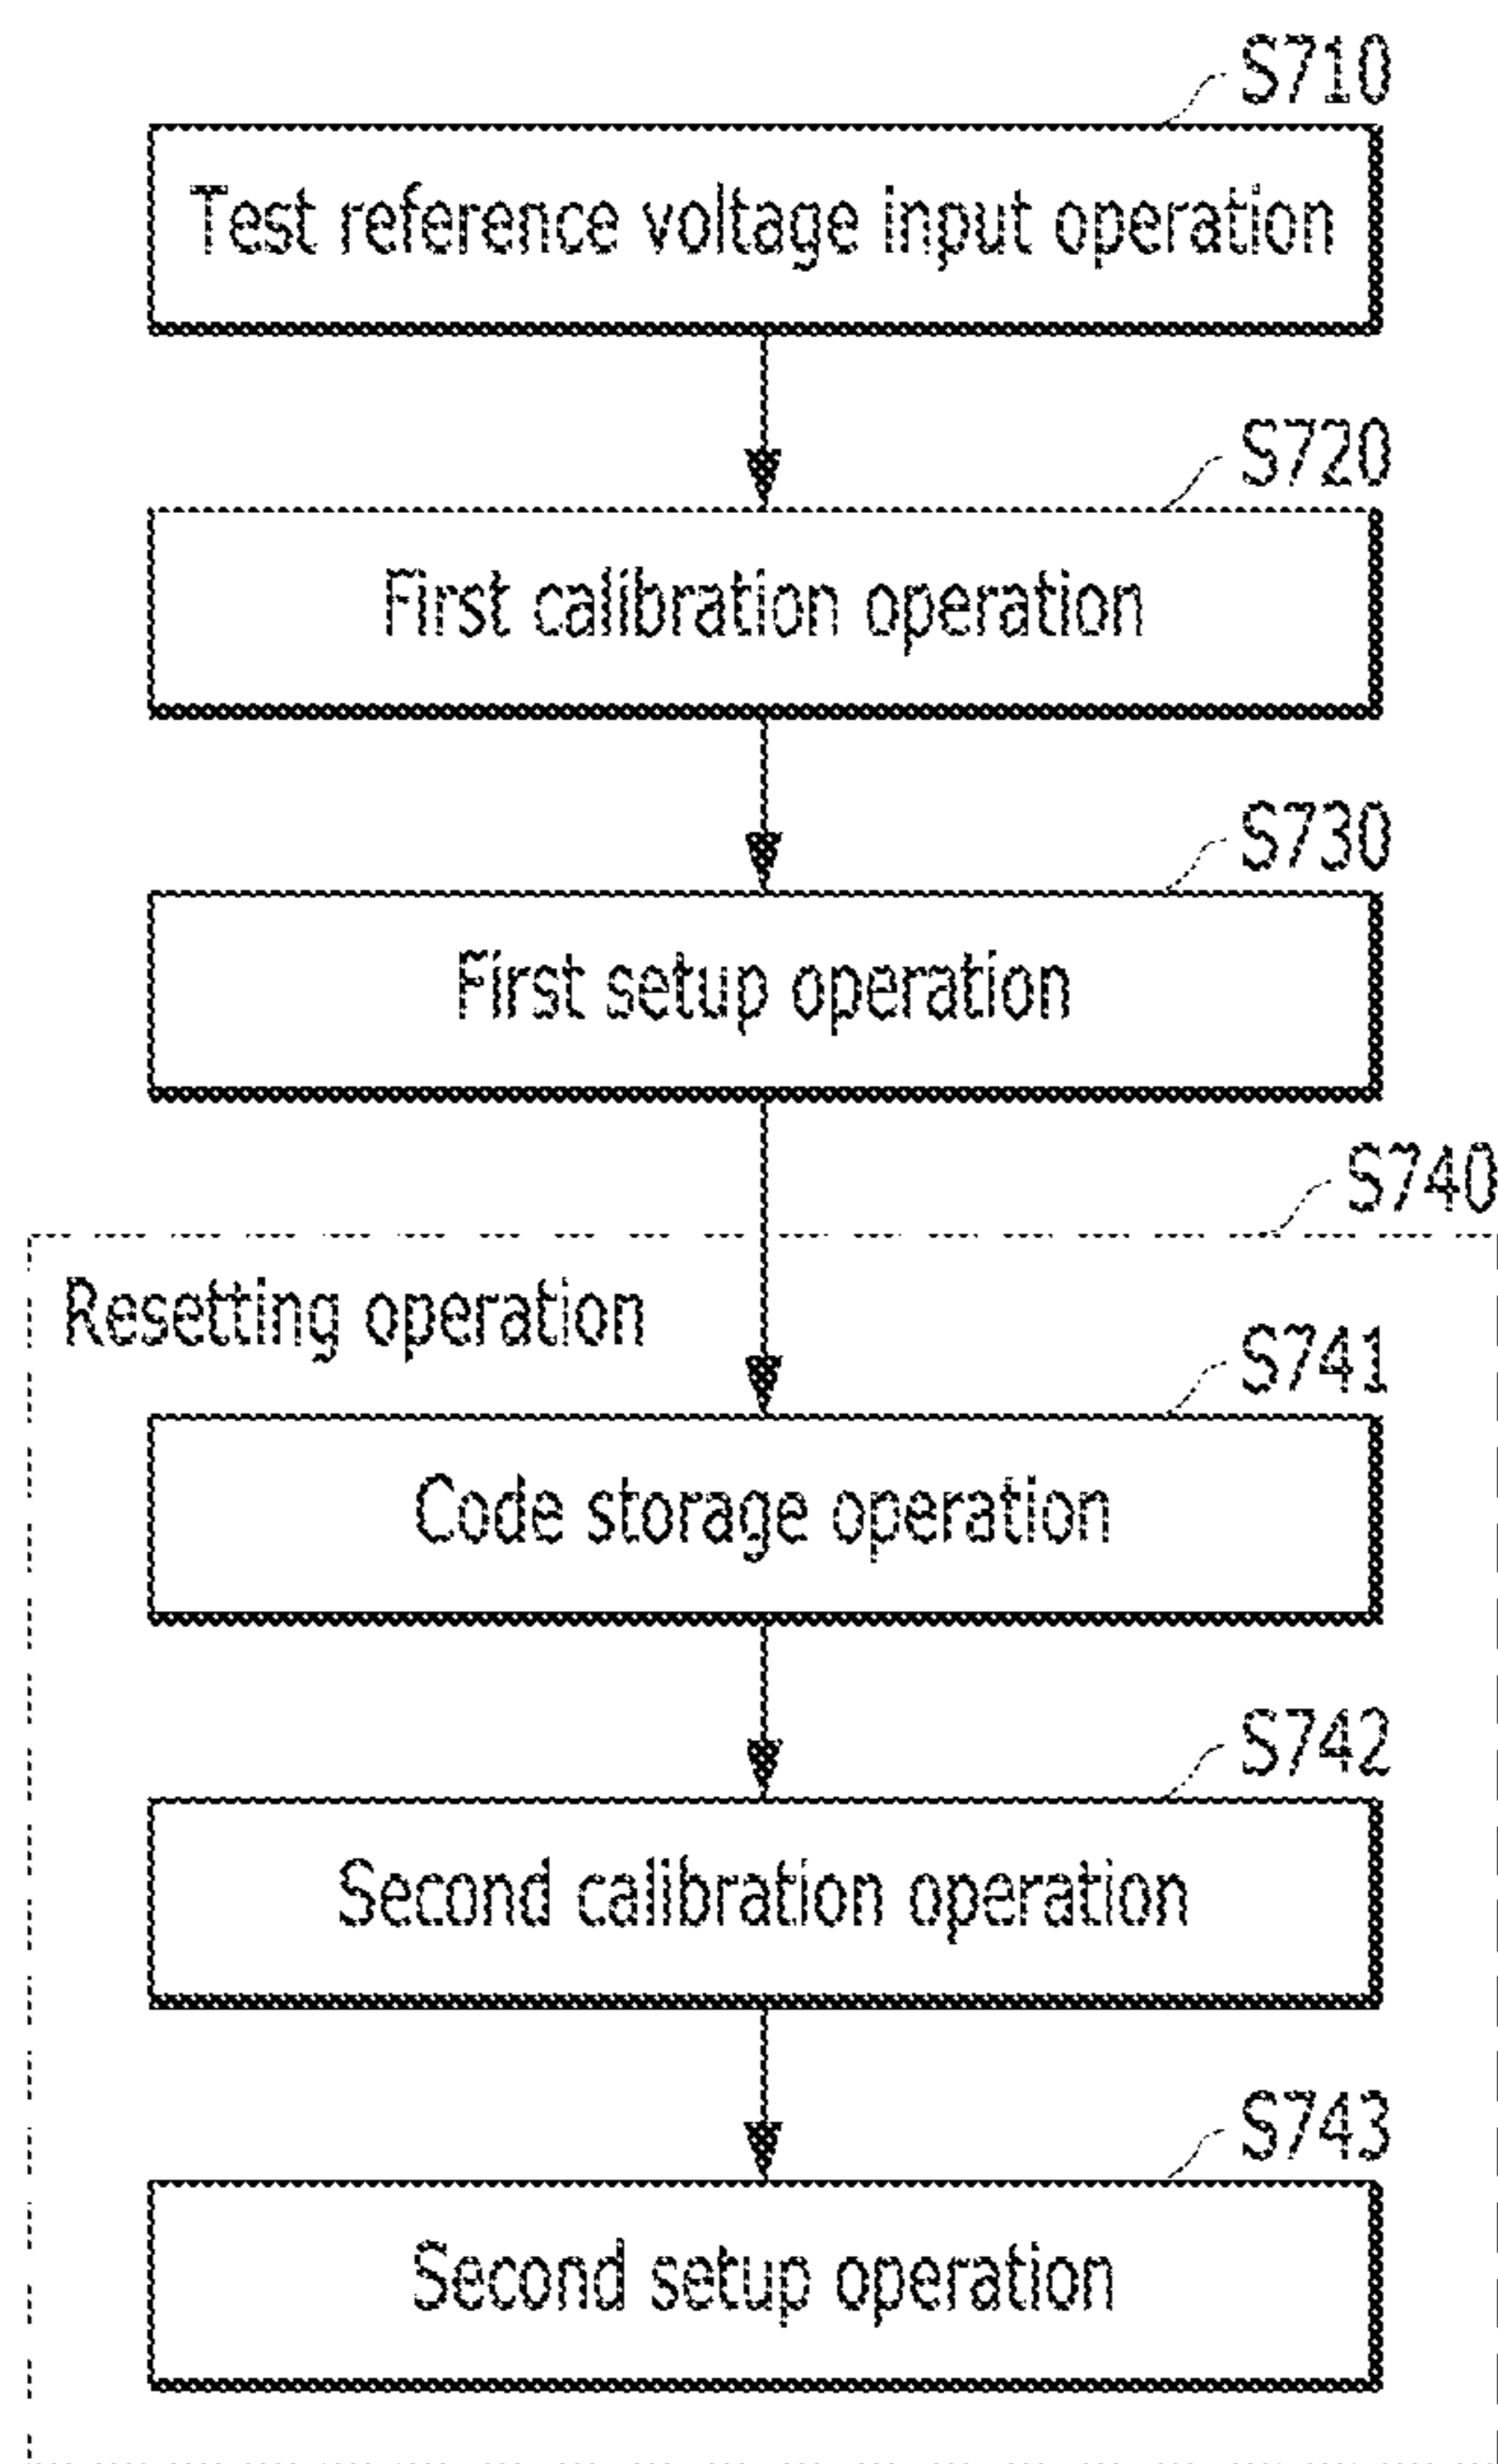 S710
Test reference voltage input operation
S720
First calibration operation
S730
First setup operation
S740
Resetting operation
S741
Code storage operation
S742
Second calibration operation
S743
Second setup operation